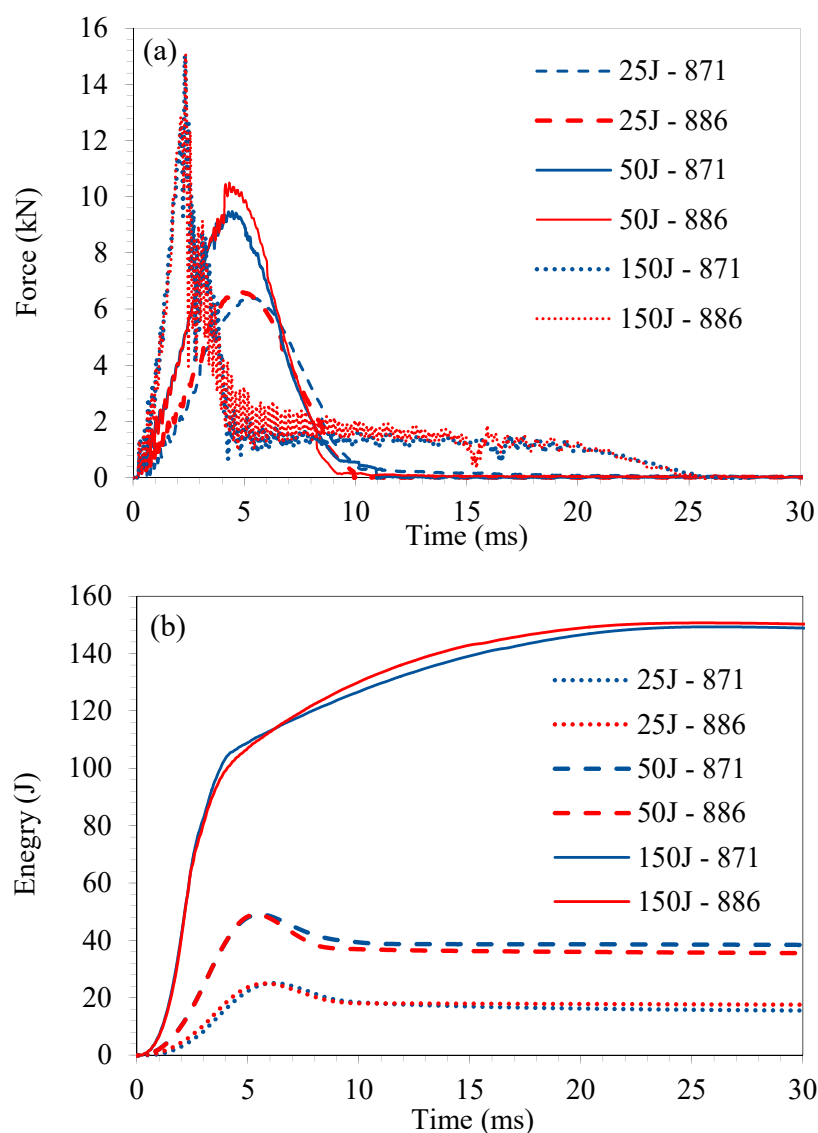 (a)
Force (kN)
16
14
12
10
8
6
4
2
0
25J - 871
25J - 886
50J - 871
50J - 886
150J - 871
150J - 886
0 5 10 15 20 25 30
Time (ms)
(b)
Enegry (J)
160
140
120
100
80
60
40
20
0
25J - 871
25J - 886
50J - 871
50J - 886
150J - 871
150J - 886
0 5 10 15 20 25 30
Time (ms)